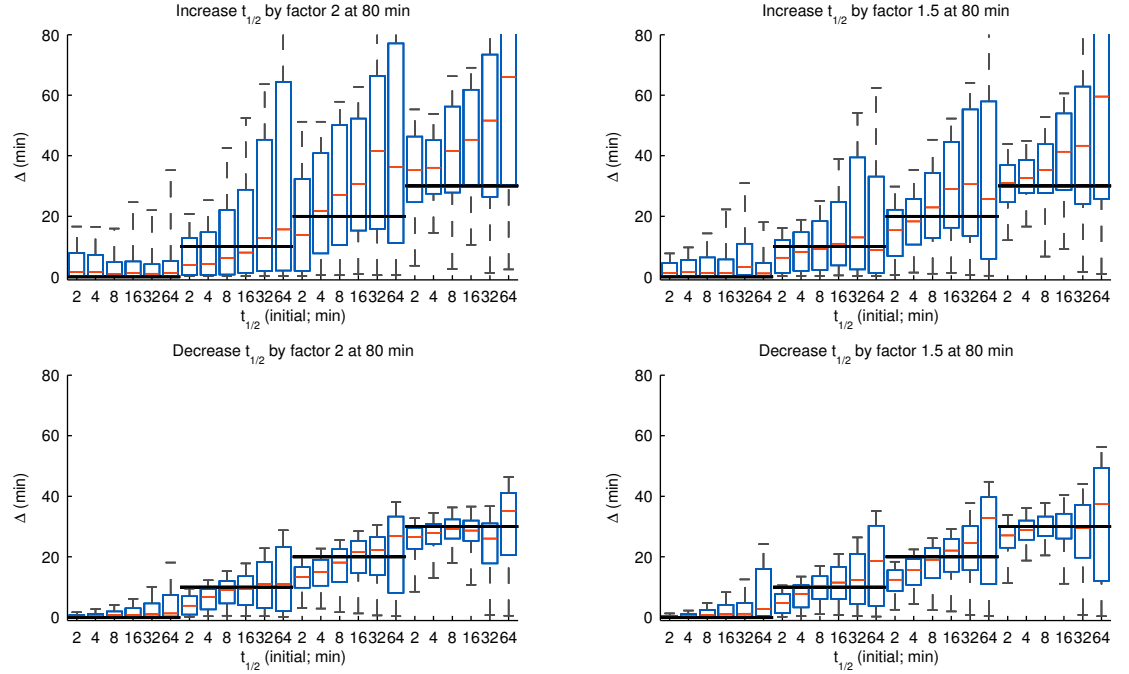 Increase t1/2 by factor 2 at 80 min
80
60
40
20
0
Δ (min)
2 4 8 163264 2 4 8 163264 2 4 8 163264 2 4 8 163264
t1/2 (initial; min)
Increase t1/2 by factor 1.5 at 80 min
80
60
40
20
0
Δ (min)
2 4 8 163264 2 4 8 163264 2 4 8 163264 2 4 8 163264
t1/2 (initial; min)
Decrease t1/2 by factor 2 at 80 min
80
60
40
20
0
Δ (min)
2 4 8 163264 2 4 8 163264 2 4 8 163264 2 4 8 163264
t1/2 (initial; min)
Decrease t1/2 by factor 1.5 at 80 min
80
60
40
20
0
Δ (min)
2 4 8 163264 2 4 8 163264 2 4 8 163264 2 4 8 163264
t1/2 (initial; min)